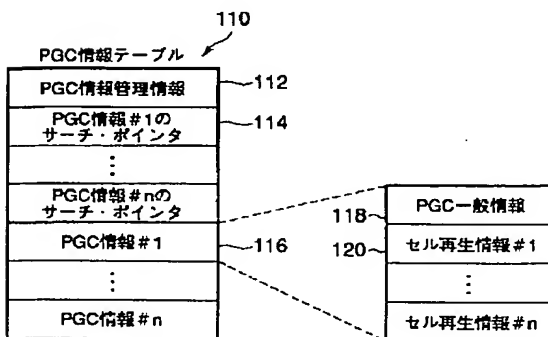 110
PGC情報テーブル
PGC情報管理情報
112
PGC情報#1の
サーチ・ポインタ
114
⋮
PGC情報#nの
サーチ・ポインタ
PGC情報#1
116
⋮
PGC情報#n
118
PGC一般情報
120
セル再生情報#1
⋮
セル再生情報#n